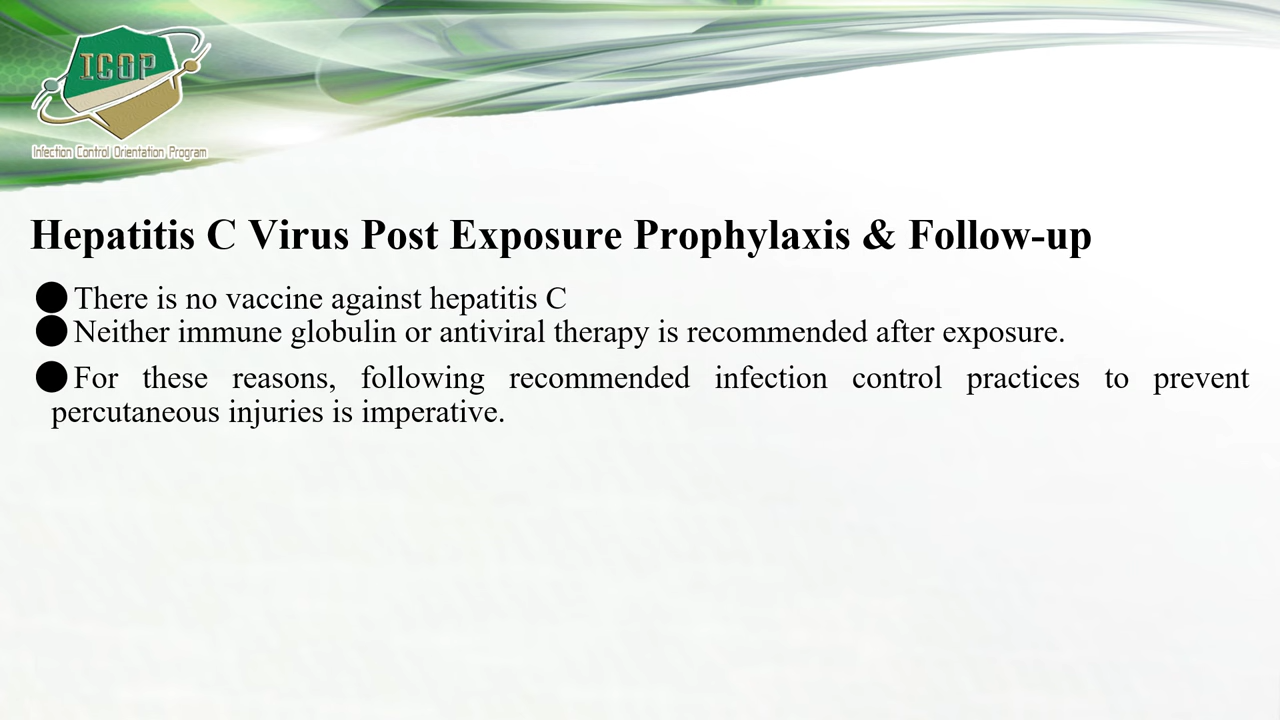 ICOP
Infection Control Orientation Program
Hepatitis C Virus Post Exposure Prophylaxis & Follow-up
● There is no vaccine against hepatitis C
● Neither immune globulin or antiviral therapy is recommended after exposure.
● For these reasons, following recommended infection control practices to prevent
percutaneous injuries is imperative.